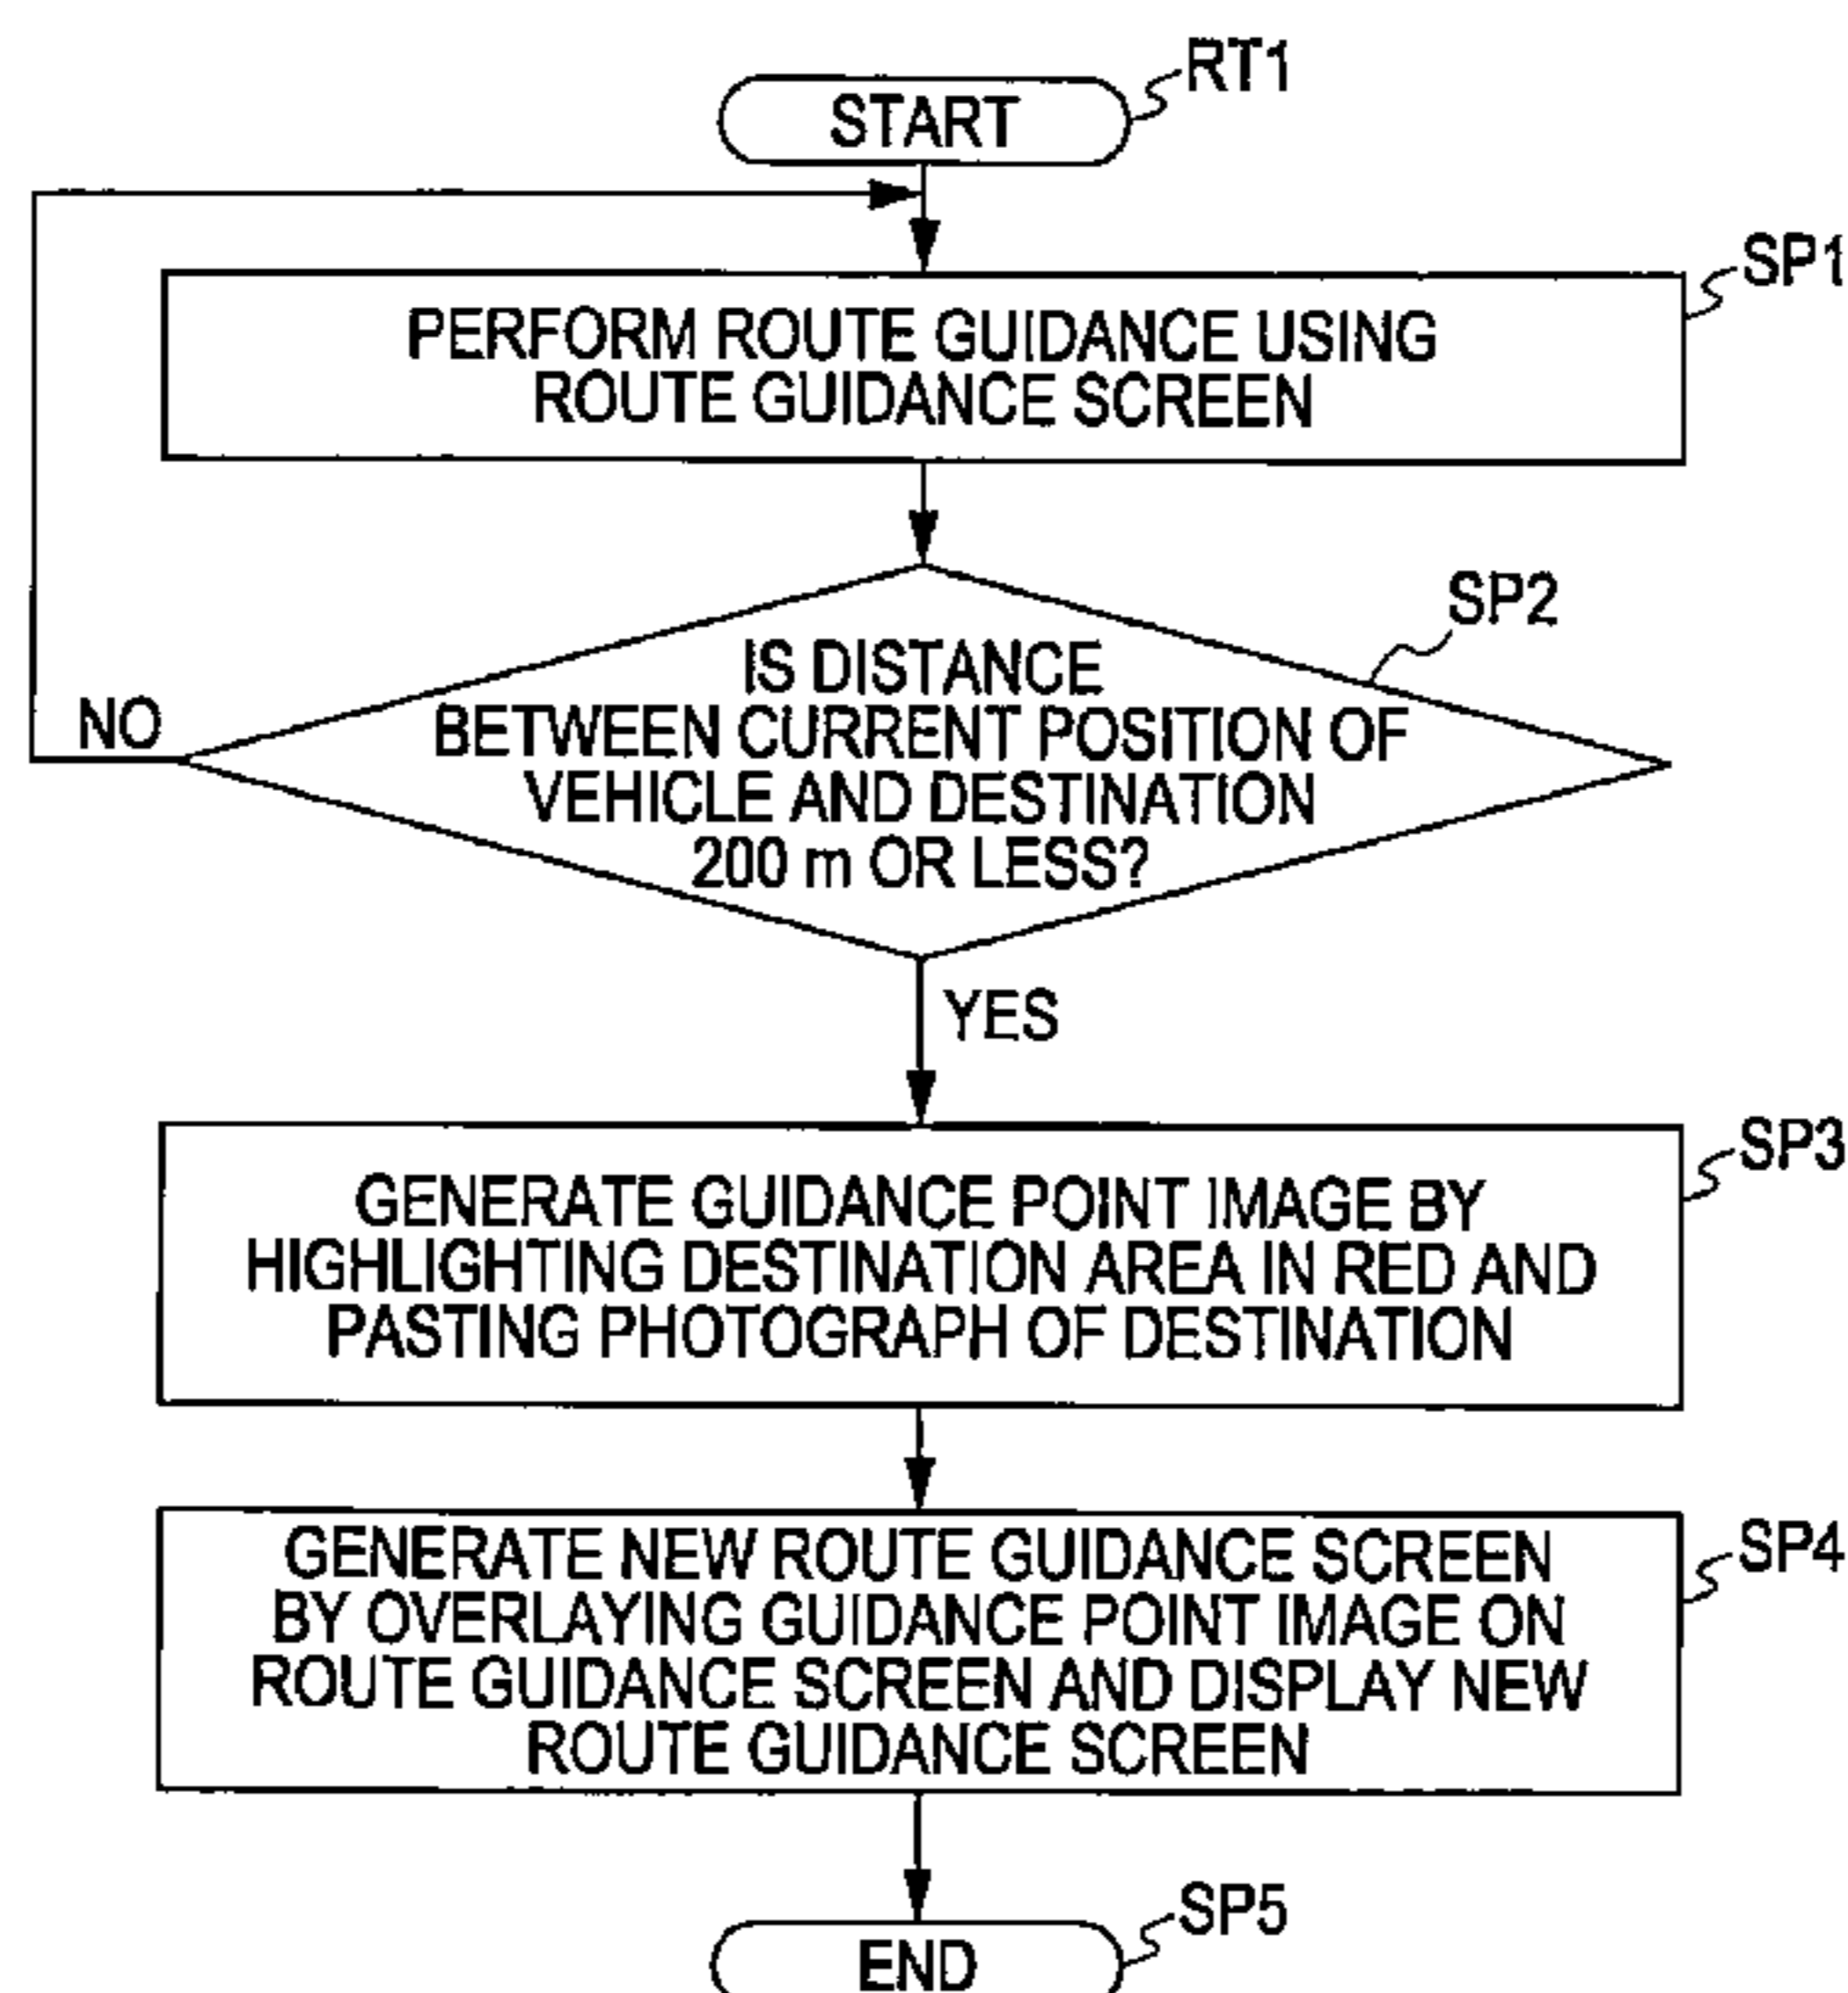 RT1
START
SP1
PERFORM ROUTE GUIDANCE USING
ROUTE GUIDANCE SCREEN
SP2
IS DISTANCE
BETWEEN CURRENT POSITION OF
VEHICLE AND DESTINATION
200 m OR LESS?
NO
YES
SP3
GENERATE GUIDANCE POINT IMAGE BY
HIGHLIGHTING DESTINATION AREA IN RED AND
PASTING PHOTOGRAPH OF DESTINATION
SP4
GENERATE NEW ROUTE GUIDANCE SCREEN
BY OVERLAYING GUIDANCE POINT IMAGE ON
ROUTE GUIDANCE SCREEN AND DISPLAY NEW
ROUTE GUIDANCE SCREEN
SP5
END